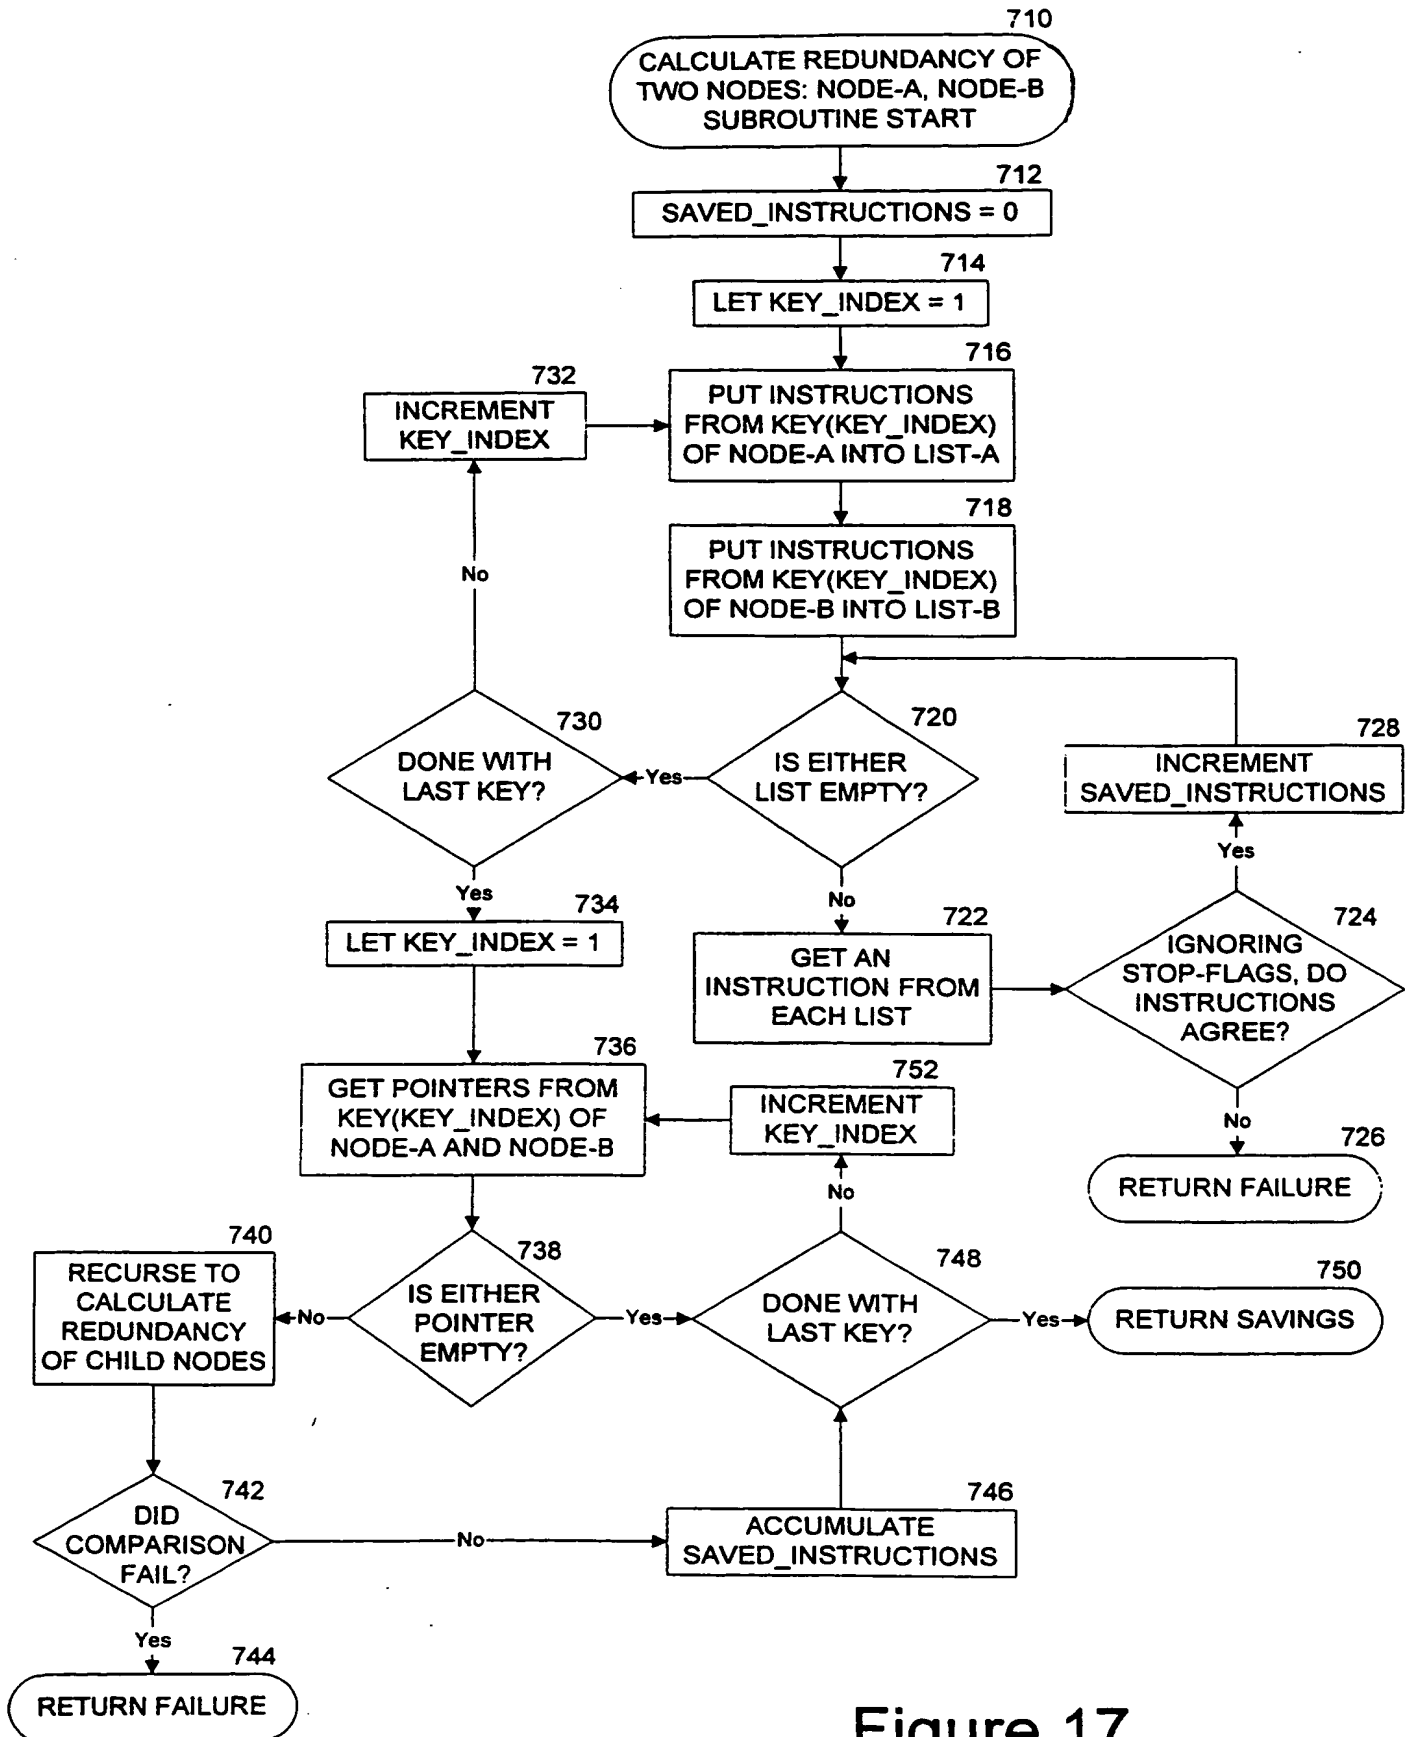 710
CALCULATE REDUNDANCY OF
TWO NODES: NODE-A, NODE-B
SUBROUTINE START
712
SAVED_INSTRUCTIONS = 0
714
LET KEY_INDEX = 1
716
PUT INSTRUCTIONS
FROM KEY(KEY_INDEX)
OF NODE-A INTO LIST-A
732
INCREMENT
KEY_INDEX
718
PUT INSTRUCTIONS
FROM KEY(KEY_INDEX)
OF NODE-B INTO LIST-B
No
730
DONE WITH
LAST KEY?
Yes
720
IS EITHER
LIST EMPTY?
728
INCREMENT
SAVED_INSTRUCTIONS
Yes
Yes
734
LET KEY_INDEX = 1
No
722
GET AN
INSTRUCTION FROM
EACH LIST
724
IGNORING
STOP-FLAGS, DO
INSTRUCTIONS
AGREE?
No
726
RETURN FAILURE
736
GET POINTERS FROM
KEY(KEY_INDEX) OF
NODE-A AND NODE-B
752
INCREMENT
KEY_INDEX
No
740
RECURSE TO
CALCULATE
REDUNDANCY
OF CHILD NODES
No
738
IS EITHER
POINTER
EMPTY?
Yes
748
DONE WITH
LAST KEY?
Yes
750
RETURN SAVINGS
742
DID
COMPARISON
FAIL?
No
746
ACCUMULATE
SAVED_INSTRUCTIONS
Yes
744
RETURN FAILURE
Figure 17